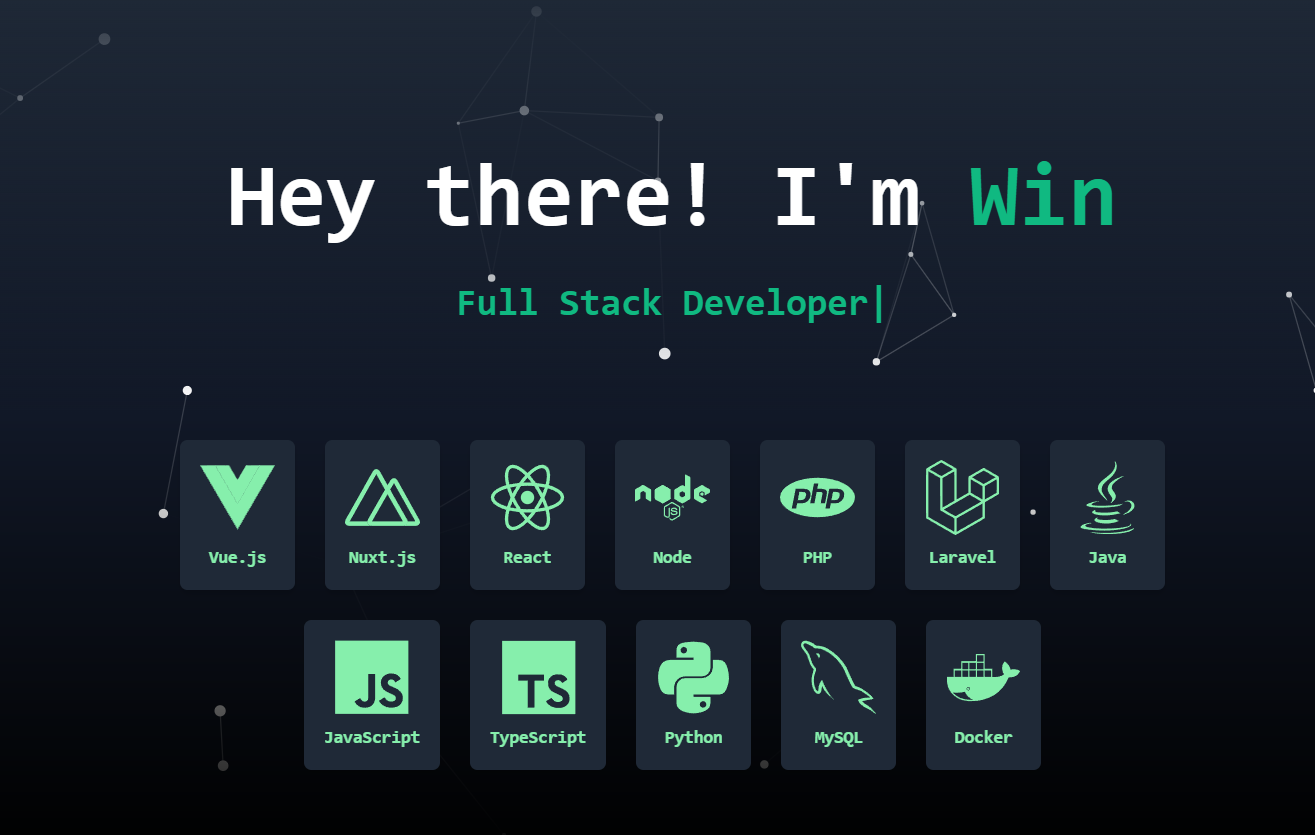 Hey there! I'm Win
Full Stack Developer|
node
JS
php
Vue.js Nuxt.js React Node PHP Laravel Java
JS TS
JavaScript TypeScript Python MySQL Docker